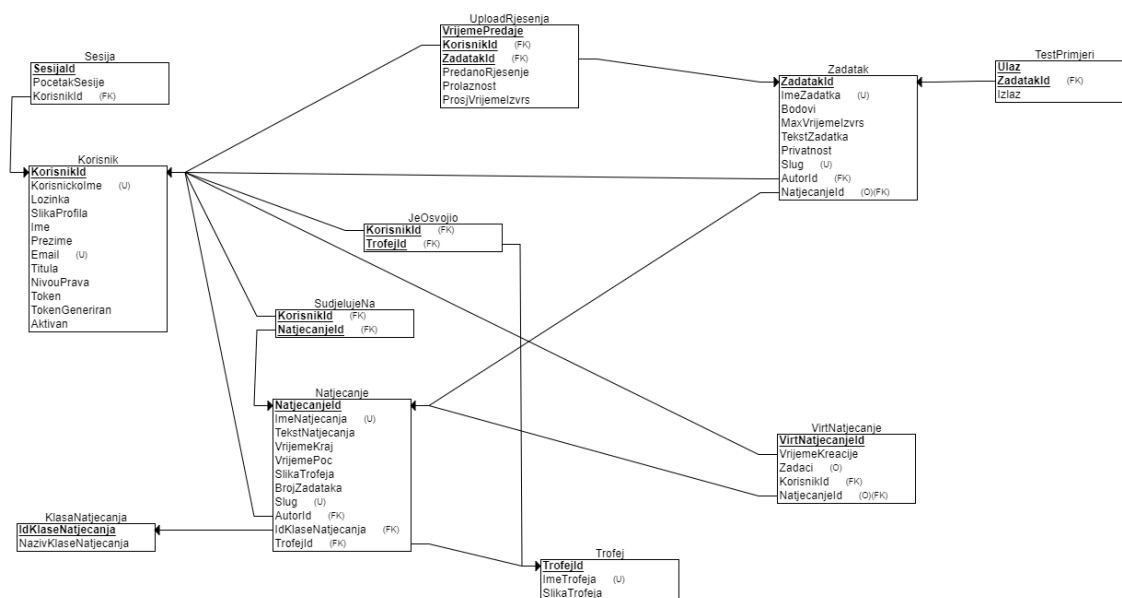 UploadRjesenja
VrijemePredaje
KorisnikId (FK)
ZadatakId (FK)
PredanoRjesenje
Prolaznost
ProsjVrijemeIzvrs
Sesija
SesijaId
PocetakSesije
KorisnikId (FK)
Zadatak
ZadatakId
ImeZadatka (U)
Bodovi
MaxVrijemeIzvrs
TekstZadatka
Privatnost
Slug (U)
AutorId (FK)
NatjecanjeId (O)(FK)
TestPrimjeri
Ulaz
ZadatakId (FK)
Izlaz
Korisnik
KorisnikId
KorisnickoIme (U)
Lozinka
SlikaProfila
Ime
Prezime
Email (U)
Titula
NivouPrava
Token
TokenGeneriran
Aktivan
JeOsvojio
KorisnikId (FK)
TrofejId (FK)
SudjelujeNa
KorisnikId (FK)
NatjecanjeId (FK)
Natjecanje
NatjecanjeId
ImeNatjecanja (U)
TekstNatjecanja
VrijemeKraj
VrijemePoc
SlikaTrofeja
BrojZadataka
Slug (U)
AutorId (FK)
IdKlaseNatjecanja (FK)
TrofejId (FK)
VirtNatjecanje
VirtNatjecanjeId
VrijemeKreacije
Zadaci (O)
KorisnikId (FK)
NatjecanjeId (O)(FK)
KlasaNatjecanja
IdKlaseNatjecanja
NazivKlaseNatjecanja
Trofej
TrofejId
ImeTrofeja (U)
SlikaTrofeja